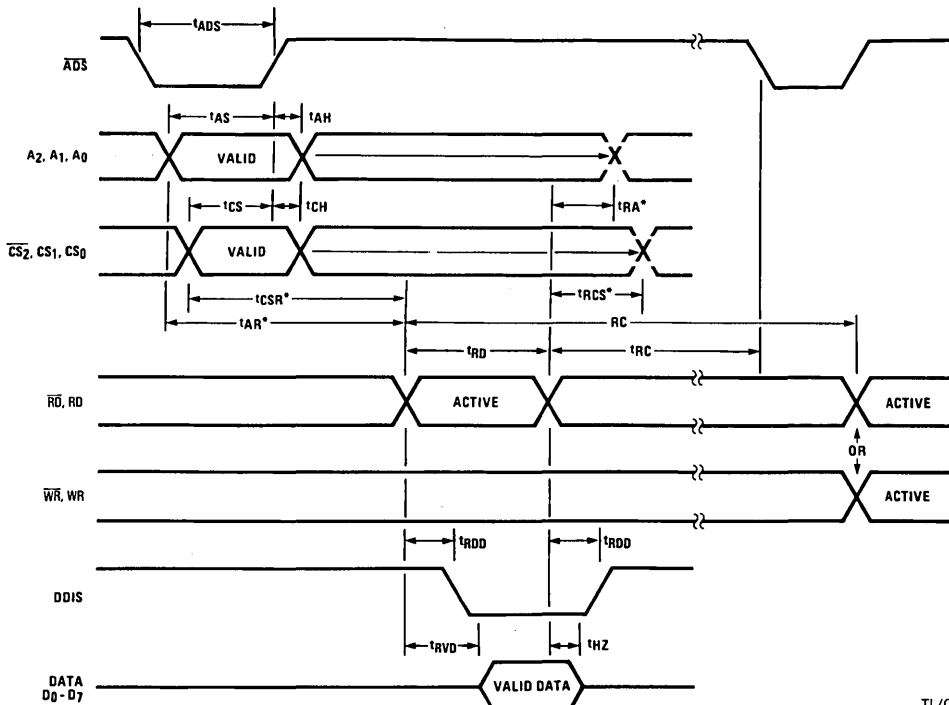 tADS
ADS
tAS tAH
A2, A1, A0 VALID
tCS tCH tRA*
CS2, CS1, CS0 VALID
tCSR* tRCS*
tAR* RC
tRD tRC
RD, RD ACTIVE ACTIVE
OR
WR, WR ACTIVE
tRDD tRDD
DDIS
tRVD tHZ
DATA
D0-D7 VALID DATA